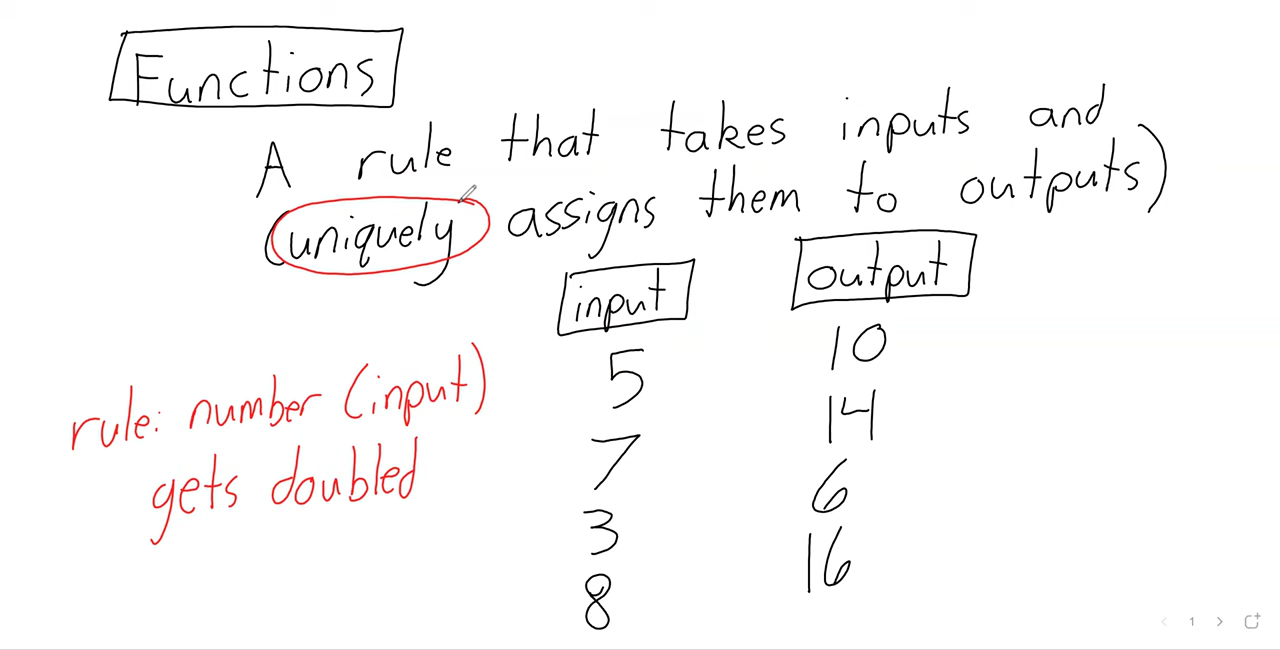 Functions
A rule that takes inputs and
(uniquely assigns them to outputs)
input output
5 10
7 14
3 6
8 16
rule: number (input)
gets doubled
1